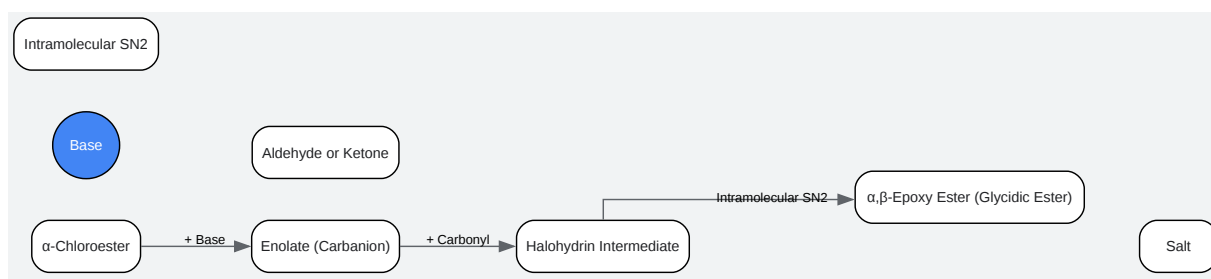 Intramolecular SN2
Base
Aldehyde or Ketone
Intramolecular SN2
α,β-Epoxy Ester (Glycidic Ester)
α-Chloroester
+ Base
Enolate (Carbanion)
+ Carbonyl
Halohydrin Intermediate
Salt